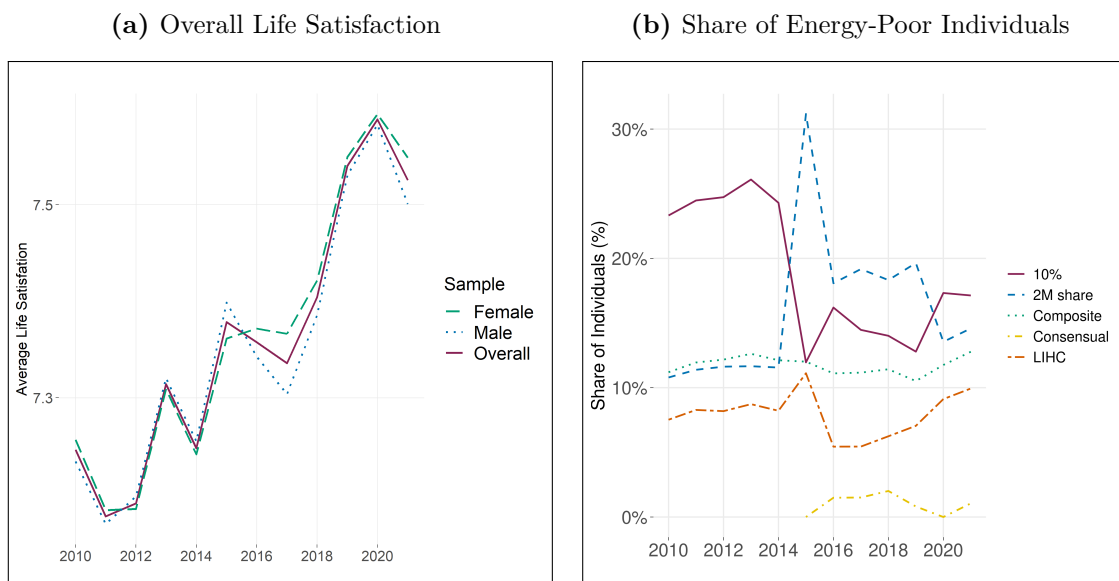 (a) Overall Life Satisfaction
Average Life Satisfation
7.5
7.3
2010 2012 2014 2016 2018 2020
Sample
Female
Male
Overall
(b) Share of Energy-Poor Individuals
Share of Individuals (%)
30%
20%
10%
0%
2010 2012 2014 2016 2018 2020
10%
2M share
Composite
Consensual
LIHC